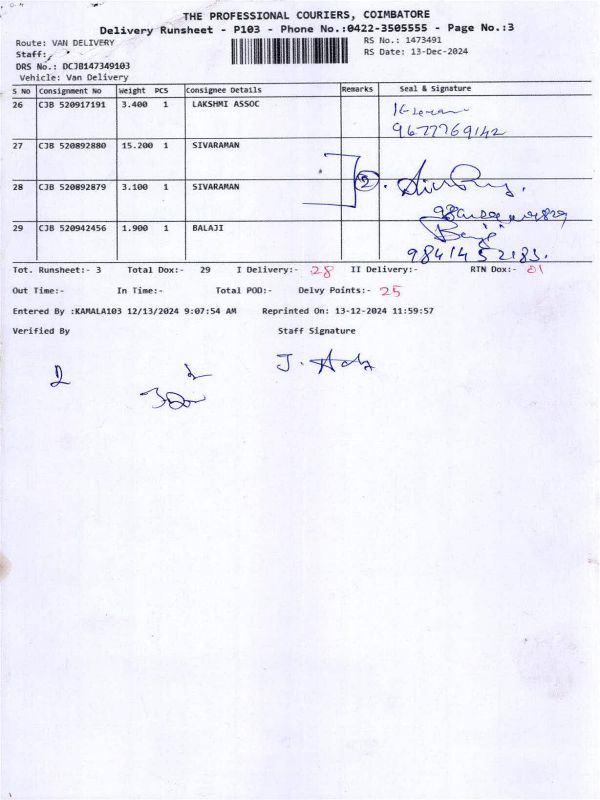 THE PROFESSIONAL COURIERS, COIMBATORE
Delivery Runsheet - P103 - Phone No.:0422-3505555 - Page No.:3
Route: VAN DELIVERY
RS No.: 1473491
Staff:
RS Date: 13-Dec-2024
DRS No.: DCJB147349103
Vehicle: Van Delivery
S No Consignment No Weight PCS Consignee Details Remarks Seal & Signature
26 CJB 520917191 3.400 1 LAKSHMI ASSOC
9677769142
27 CJB 520892880 15.200 1 SIVARAMAN
2
28 CJB 520892879 3.100 1 SIVARAMAN
29 CJB 520942456 1.900 1 BALAJI
9841452183.
Tot. Runsheet:- 3 Total Dox:- 29 I Delivery:- 28 II Delivery:- RTN Dox:- 01
Out Time:- In Time:- Total POD:- Delvy Points:- 25
Entered By :KAMALA103 12/13/2024 9:07:54 AM Reprinted On: 13-12-2024 11:59:57
Verified By Staff Signature